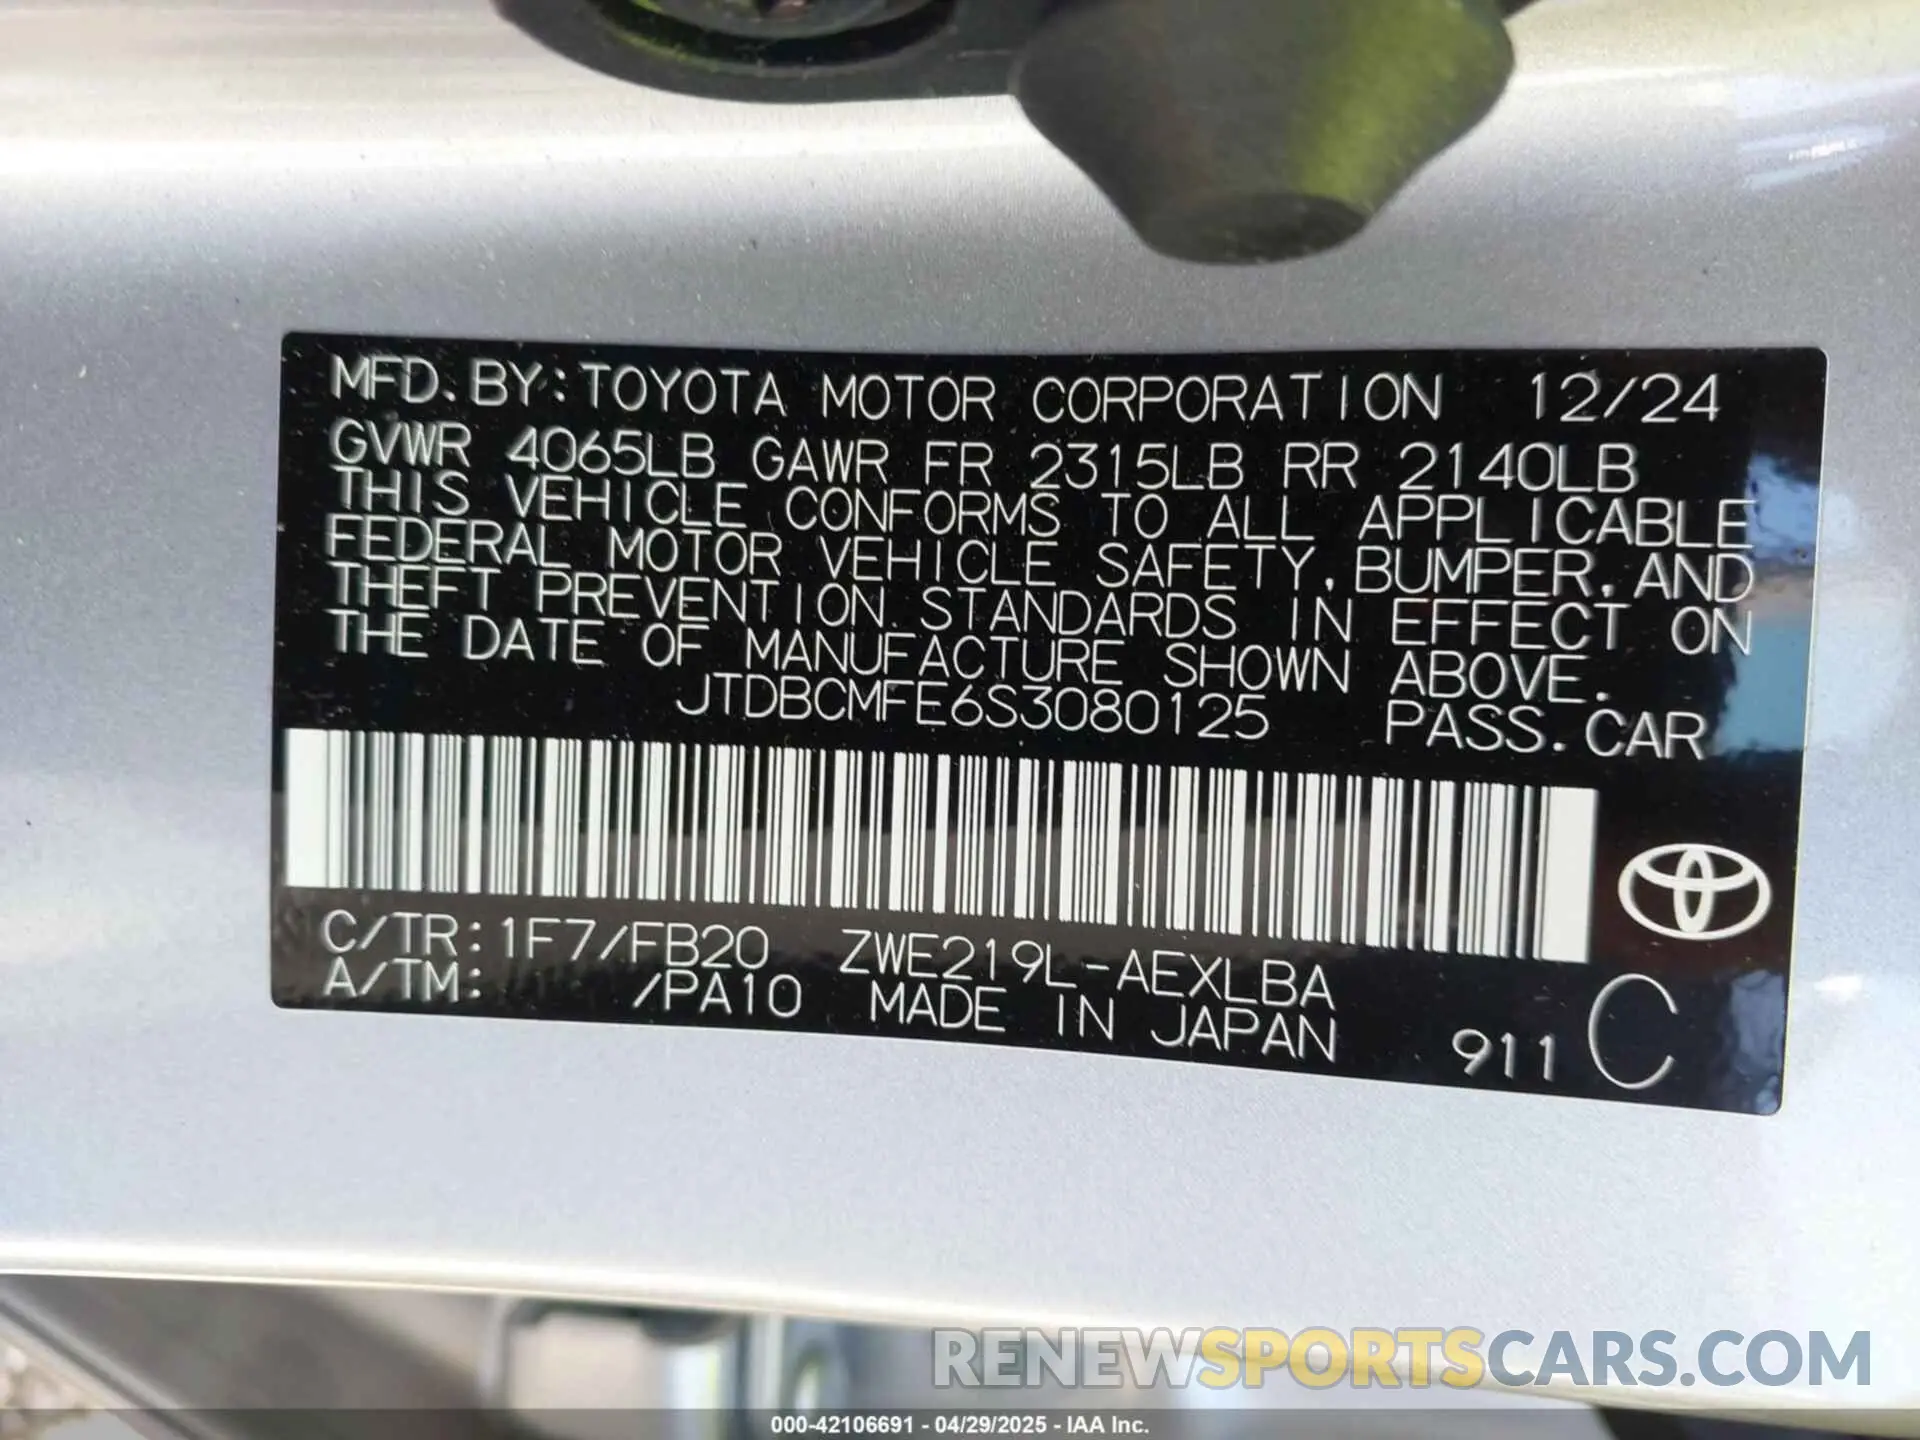 MFD. BY: TOYOTA MOTOR CORPORATION 12/24
GVWR 4065LB GAWR FR 2315LB RR 2140LB
THIS VEHICLE CONFORMS TO ALL APPLICABLE
FEDERAL MOTOR VEHICLE SAFETY, BUMPER, AND
THEFT PREVENTION STANDARDS IN EFFECT ON
THE DATE OF MANUFACTURE SHOWN ABOVE.
JTDBCMFE6S3080125 PASS. CAR
C/TR: 1F7/FB20 ZWE219L-AEXLBA
A/TM: /PA10 MADE IN JAPAN 911 C
RENEWSPORTSCARS.COM
000-42106691 - 04/29/2025 - IAA Inc.